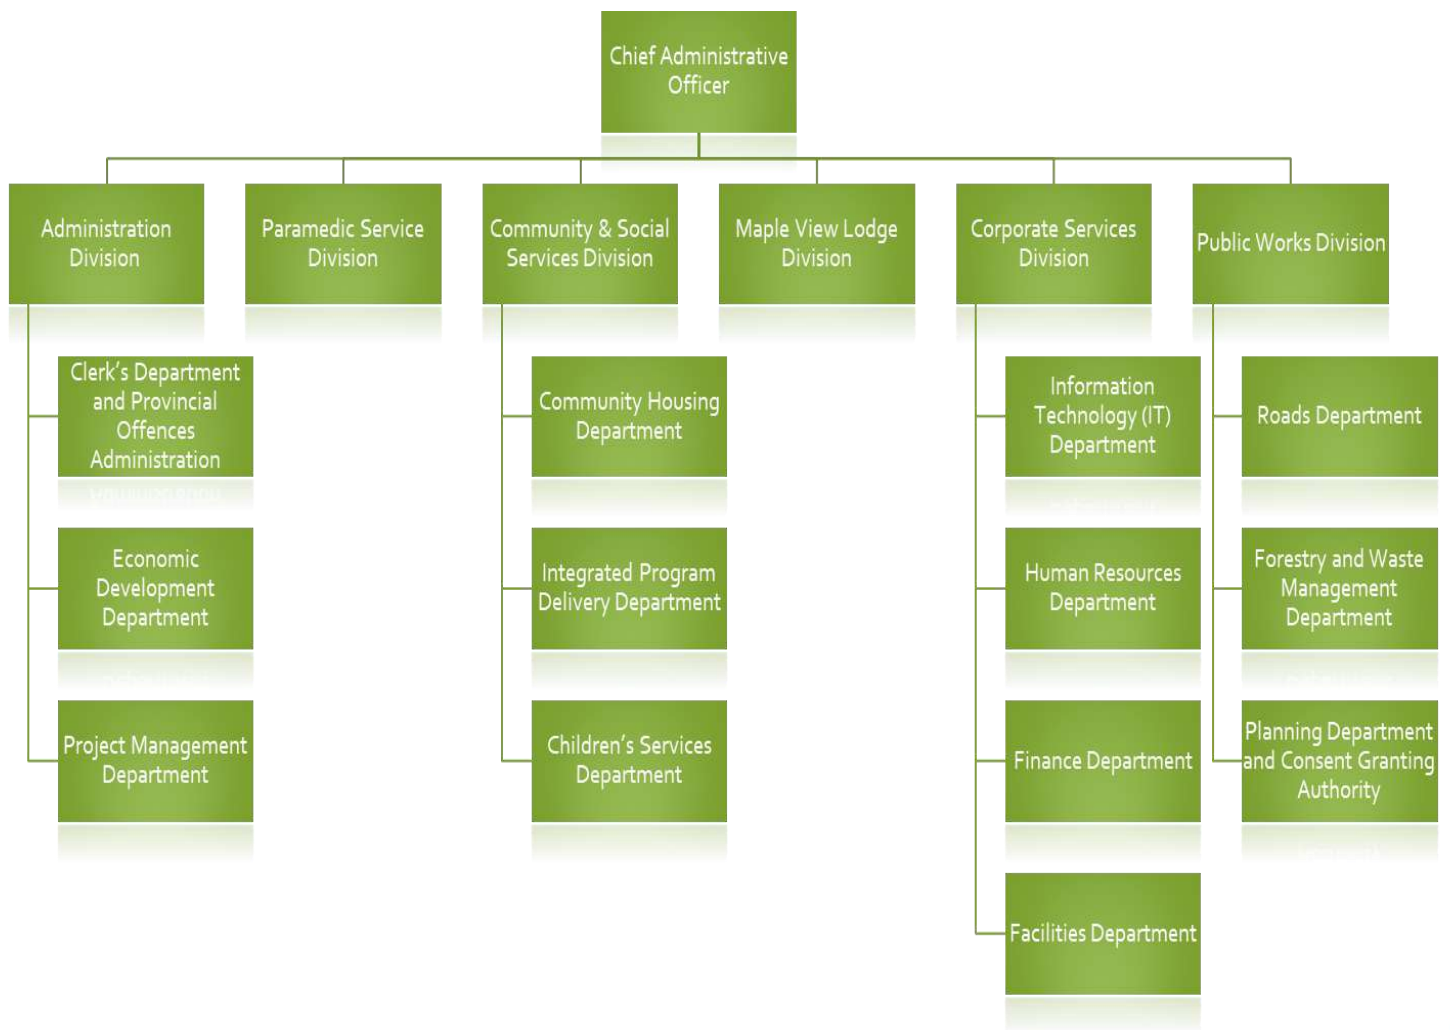 Chief Administrative
Officer
Administration
Division
Paramedic Service
Division
Community & Social
Services Division
Maple View Lodge
Division
Corporate Services
Division
Public Works Division
Clerk’s Department
and Provincial
Offences
Administration
Economic
Development
Department
Project Management
Department
Community Housing
Department
Integrated Program
Delivery Department
Children’s Services
Department
Information
Technology (IT)
Department
Human Resources
Department
Finance Department
Facilities Department
Roads Department
Forestry and Waste
Management
Department
Planning Department
and Consent Granting
Authority